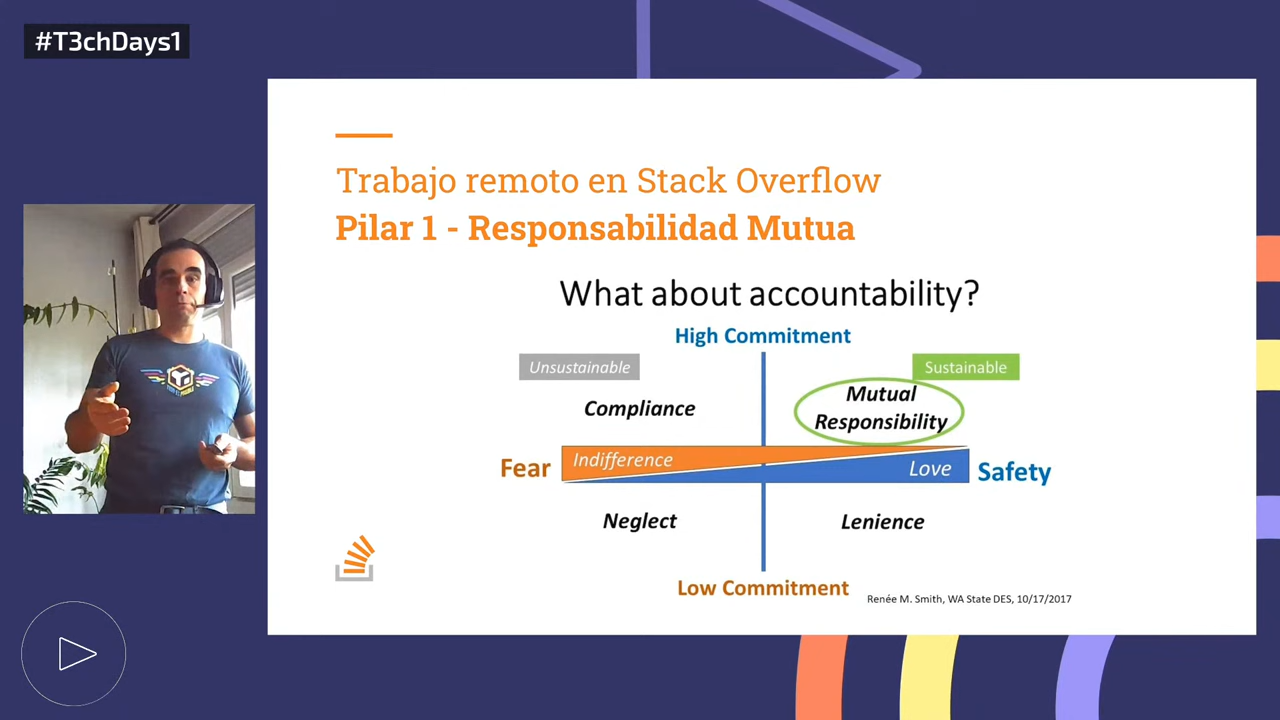 #T3chDays1
Trabajo remoto en Stack Overflow
Pilar 1 - Responsabilidad Mutua
What about accountability?
High Commitment
Unsustainable
Sustainable
Compliance
Mutual
Responsibility
Fear
Indifference
Love
Safety
Neglect
Lenience
Low Commitment
Renée M. Smith, WA State DES, 10/17/2017